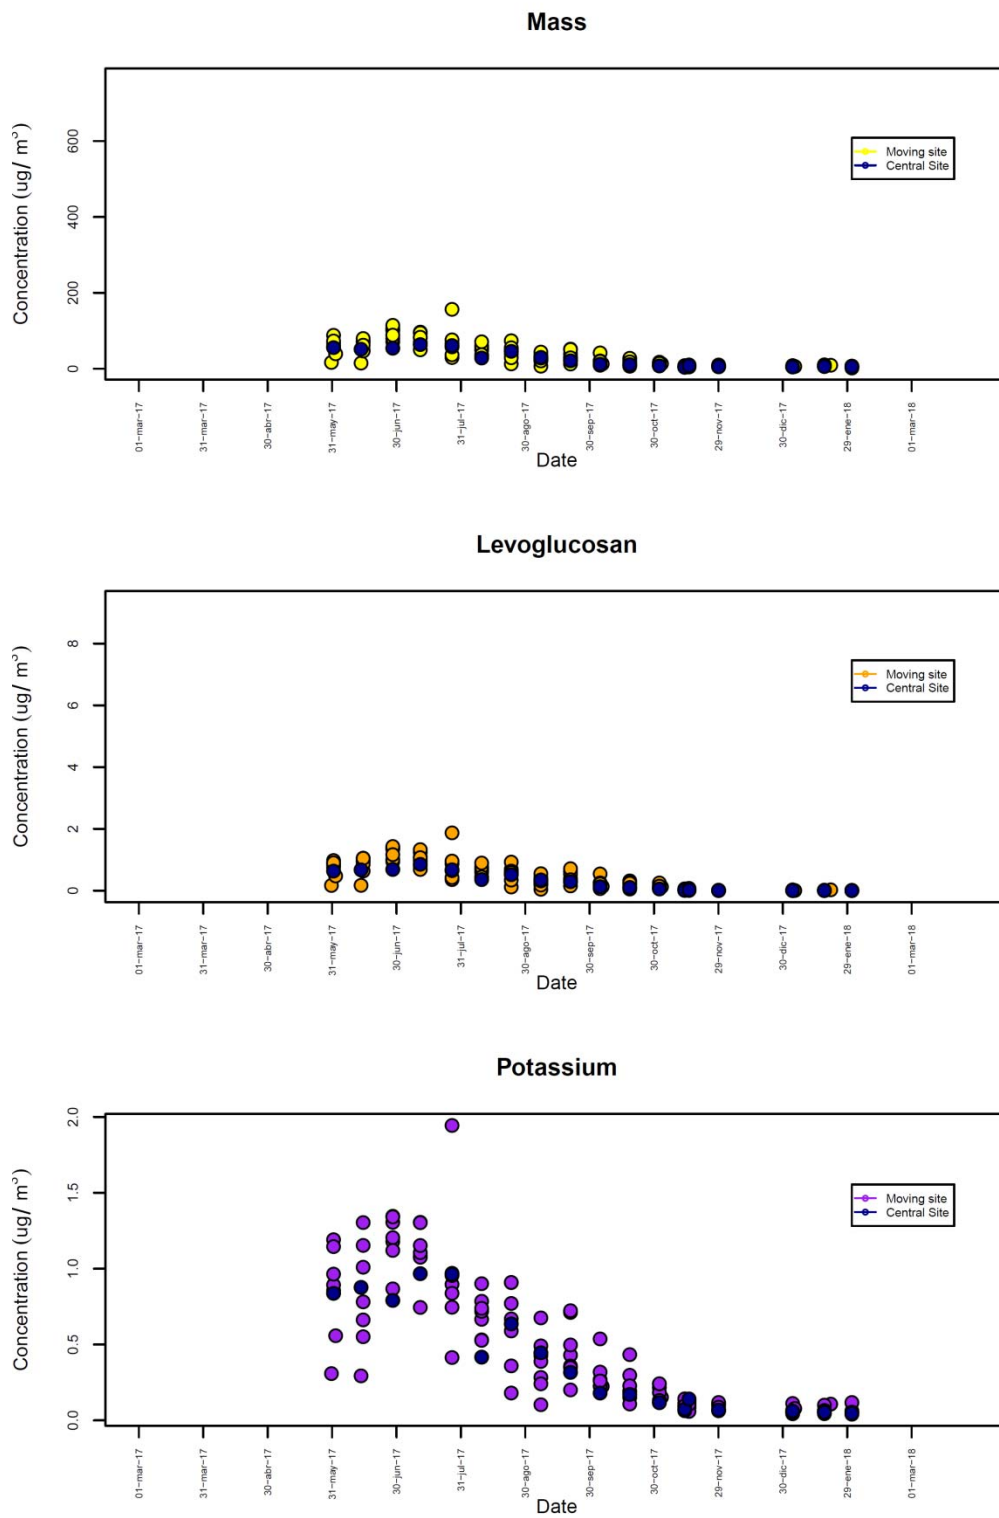 Mass
Concentration (ug/ m³)
600
400
200
0
Moving site
Central Site
01-mar-17
31-mar-17
30-abr-17
31-may-17
30-jun-17
31-jul-17
30-ago-17
30-sep-17
30-oct-17
29-nov-17
30-dic-17
29-ene-18
01-mar-18
Date
Levoglucosan
Concentration (ug/ m³)
8
6
4
2
0
Moving site
Central Site
01-mar-17
31-mar-17
30-abr-17
31-may-17
30-jun-17
31-jul-17
30-ago-17
30-sep-17
30-oct-17
29-nov-17
30-dic-17
29-ene-18
01-mar-18
Date
Potassium
Concentration (ug/ m³)
2.0
1.5
1.0
0.5
0.0
Moving site
Central Site
01-mar-17
31-mar-17
30-abr-17
31-may-17
30-jun-17
31-jul-17
30-ago-17
30-sep-17
30-oct-17
29-nov-17
30-dic-17
29-ene-18
01-mar-18
Date